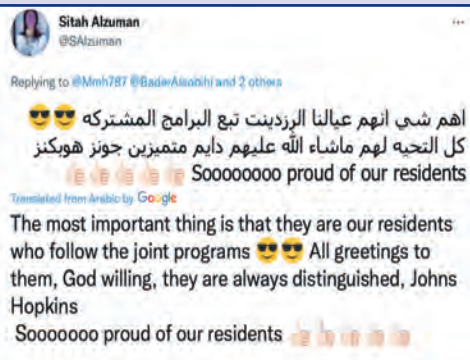 Sitah Alzuman
@SAlzuman
Replying to @Mmh787 @BaderAlsobihi and 2 others
اهم شي انهم عيالنا الرزدينت تبع البرامج المشتركه 😎😎
كل التحيه لهم ماشاء الله عليهم دايم متميزين جونز هوبكنز
👍🏻👍🏻👍🏻👍🏻👍🏻 Sooooooooo proud of our residents
Translated from Arabic by Google
The most important thing is that they are our residents
who follow the joint programs 😎😎 All greetings to
them, God willing, they are always distinguished, Johns
Hopkins
Soooooooo proud of our residents 👍🏻👍🏻👍🏻👍🏻👍🏻